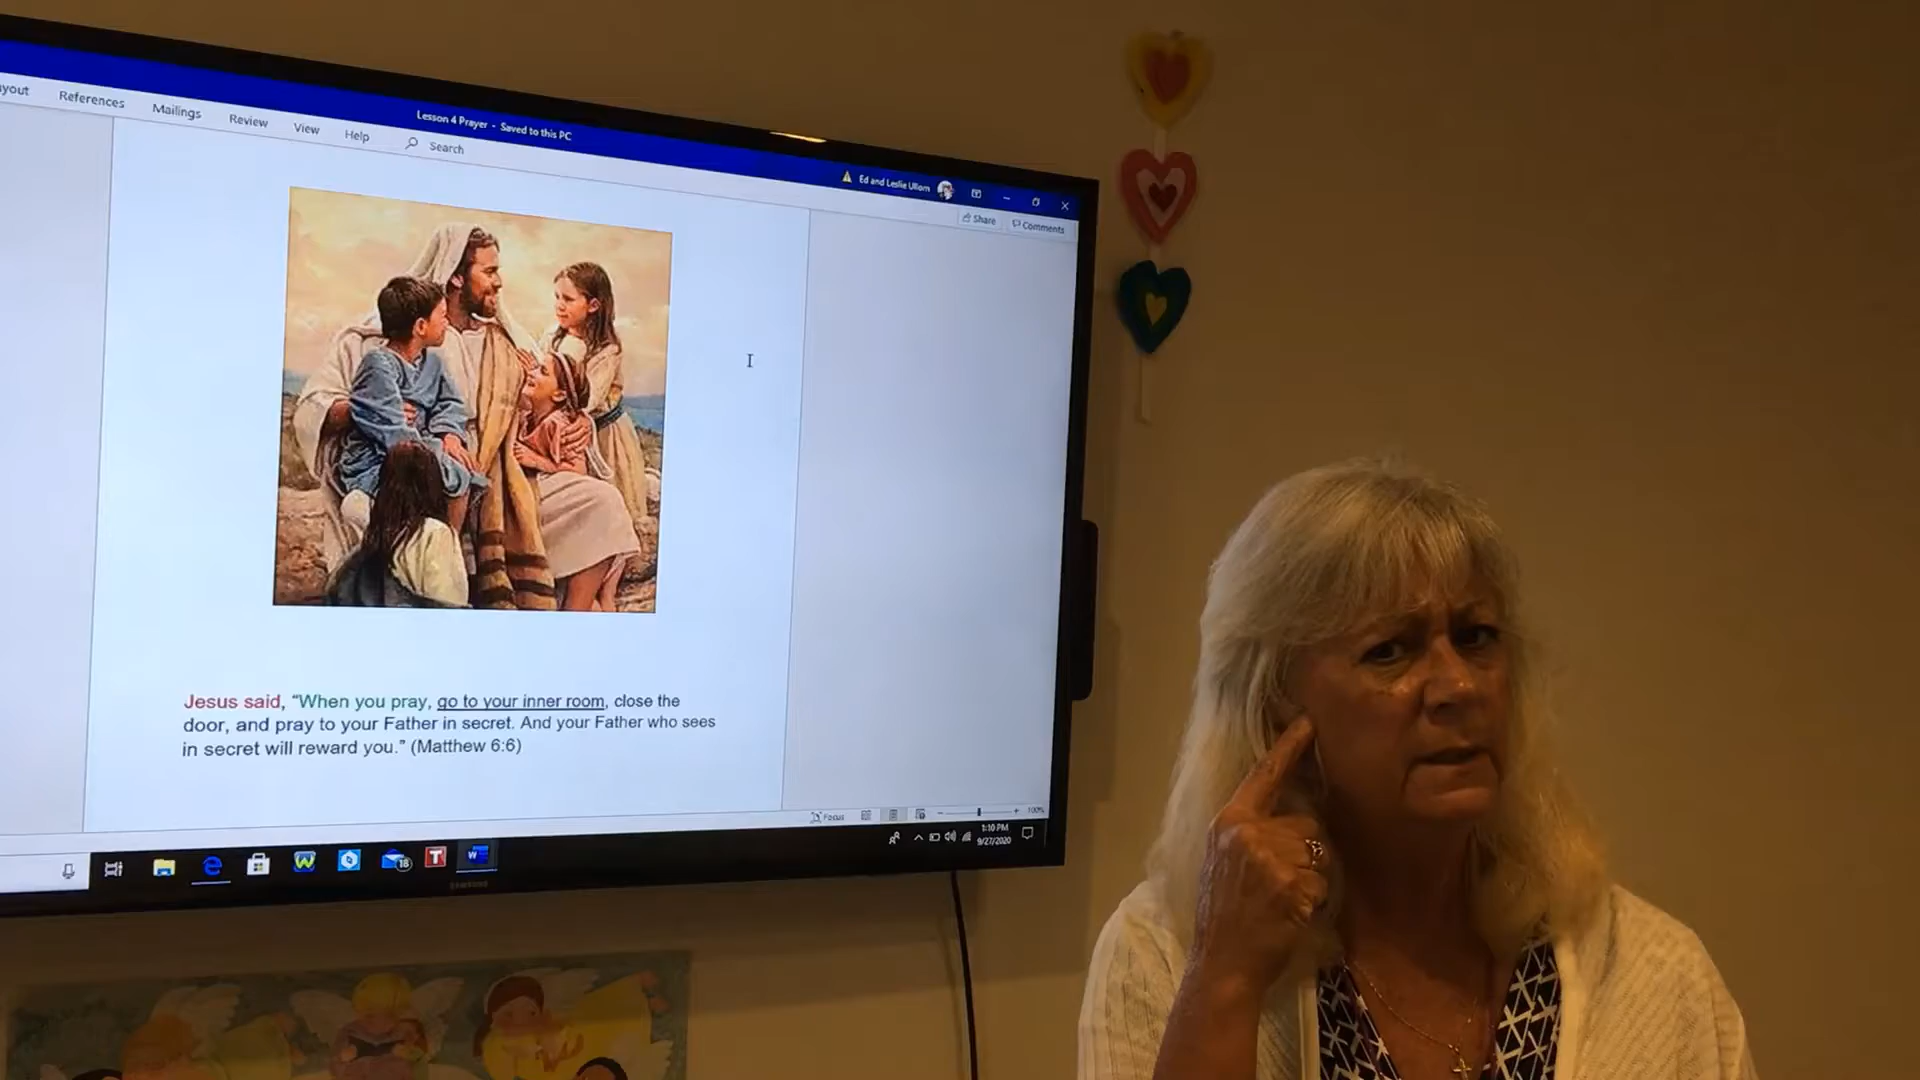 Lesson 4 Prayer - Saved to this PC
yout References Mailings Review View Help Search
Ed and Leslie Ullom
Share Comments
Jesus said, “When you pray, go to your inner room, close the
door, and pray to your Father in secret. And your Father who sees
in secret will reward you.” (Matthew 6:6)
Focus 100%
18 T W
1:10 PM
9/27/2020
SAMSUNG